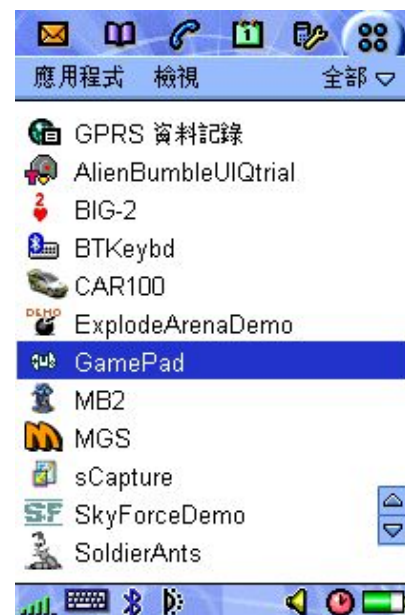 應用程式 檢視 全部
GPRS 資料記錄
AlienBumbleUIQtrial
BIG-2
BTKeybd
CAR100
ExplodeArenaDemo
GamePad
MB2
MGS
sCapture
SkyForceDemo
SoldierAnts